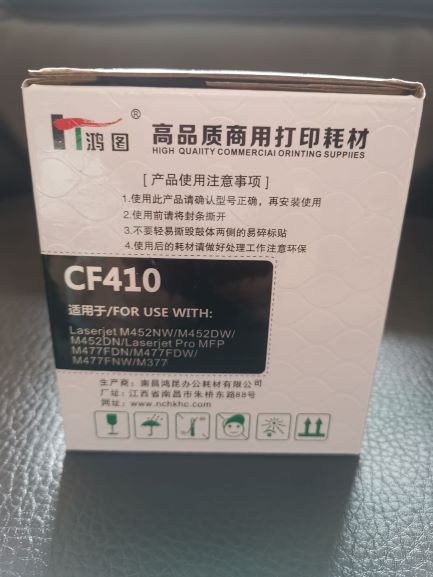 鸿图®
高品质商用打印耗材
HIGH QUAIITY COMMERCIAI ORINTING SUPPIIES
[ 产品使用注意事项 ]
1.使用此产品请确认型号正确，再安装使用
2.使用前请将封条撕开
3.不要轻易撕毁鼓体两侧的易碎标贴
4.使用后的耗材请做好处理工作注意环保
CF410
适用于/FOR USE WITH:
Laserjet M452NW/M452DW/
M452DN/Laserjet Pro MFP
M477FDN/M477FDW/
M477FNW/M377
生产商：南昌鸿昆办公耗材有限公司
厂址：江西省南昌市朱桥东路88号
网址：www.nchkhc.com